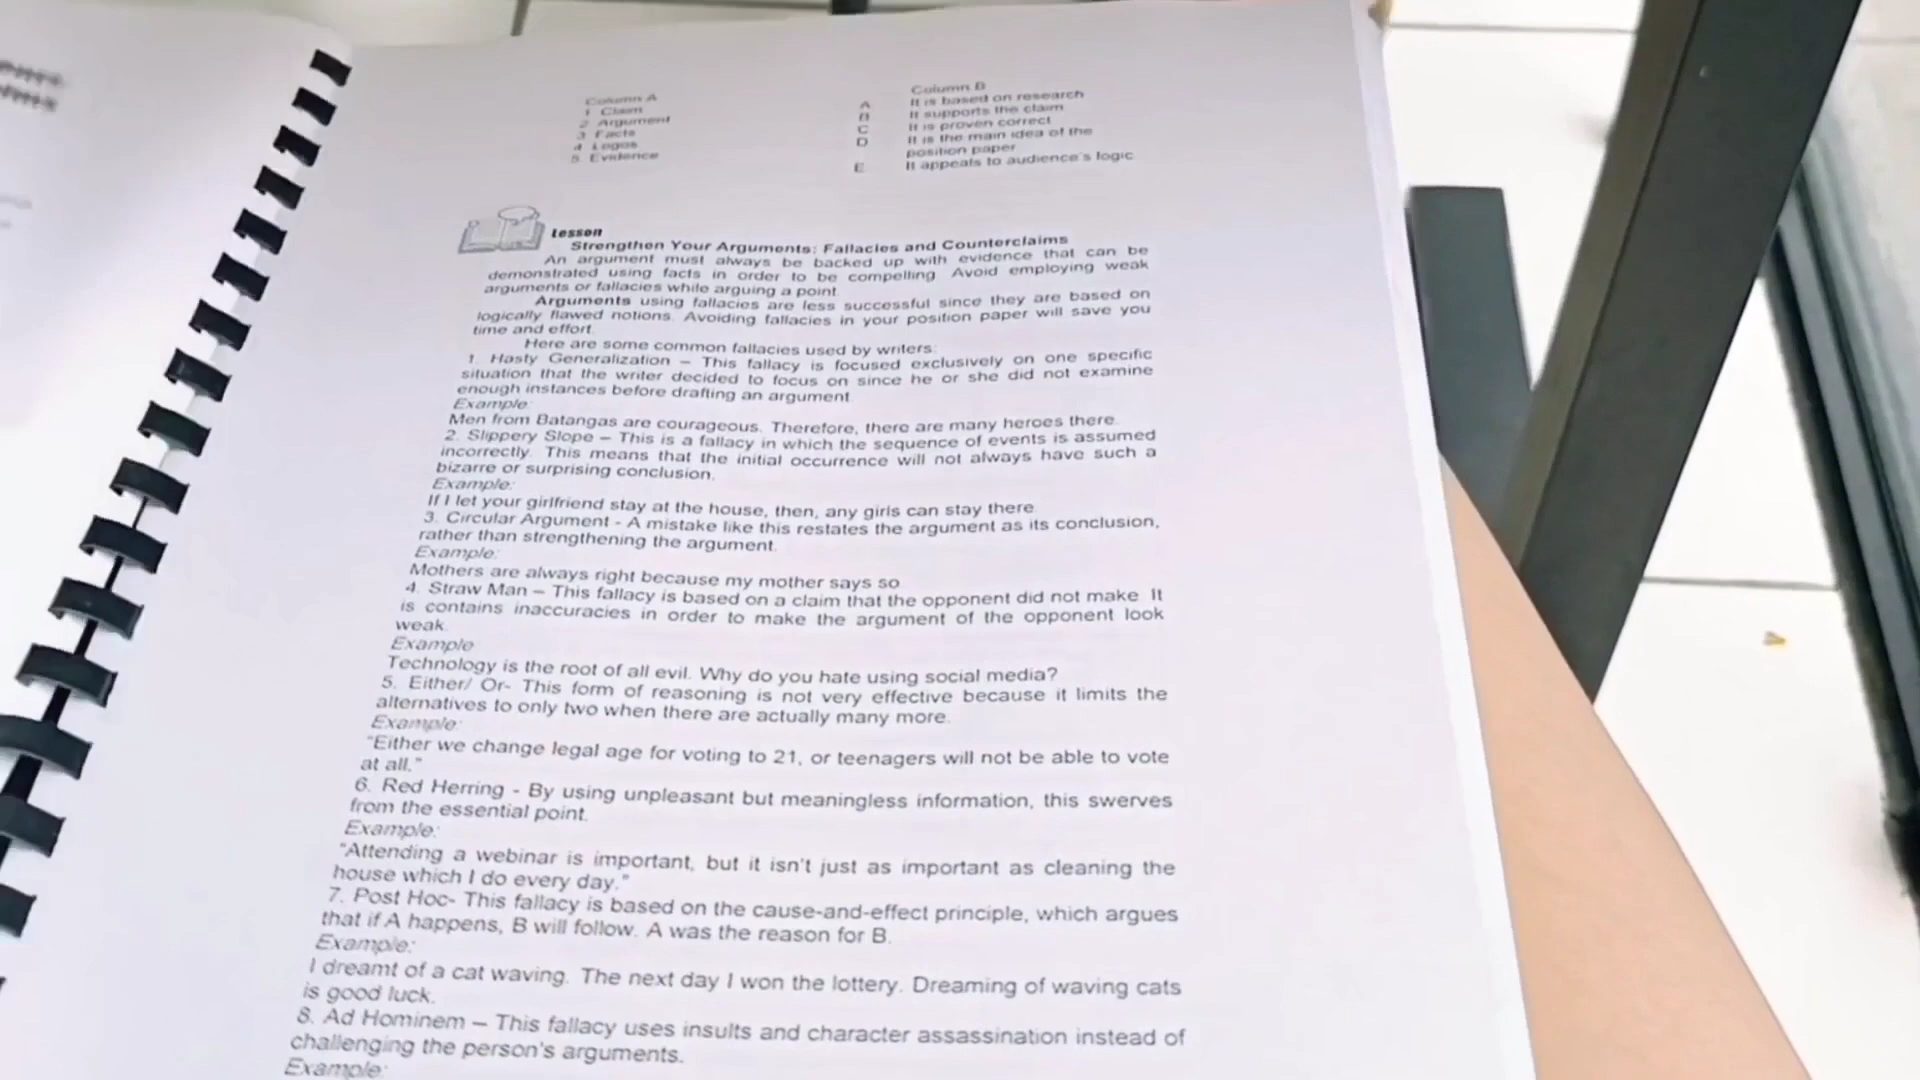 Column A
1 Claim
2 Argument
3 Facts
4 Logos
5. Evidence
Column B
A It is based on research
B It supports the claim
C It is proven correct
D It is the main idea of the
position paper
E It appeals to audience's logic
Lesson
Strengthen Your Arguments: Fallacies and Counterclaims
An argument must always be backed up with evidence that can be
demonstrated using facts in order to be compelling. Avoid employing weak
arguments or fallacies while arguing a point.
Arguments using fallacies are less successful since they are based on
logically flawed notions. Avoiding fallacies in your position paper will save you
time and effort.
Here are some common fallacies used by writers:
1. Hasty Generalization – This fallacy is focused exclusively on one specific
situation that the writer decided to focus on since he or she did not examine
enough instances before drafting an argument.
Example:
Men from Batangas are courageous. Therefore, there are many heroes there.
2. Slippery Slope – This is a fallacy in which the sequence of events is assumed
incorrectly. This means that the initial occurrence will not always have such a
bizarre or surprising conclusion.
Example:
If I let your girlfriend stay at the house, then, any girls can stay there.
3. Circular Argument - A mistake like this restates the argument as its conclusion,
rather than strengthening the argument.
Example:
Mothers are always right because my mother says so.
4. Straw Man – This fallacy is based on a claim that the opponent did not make. It
is contains inaccuracies in order to make the argument of the opponent look
weak.
Example
Technology is the root of all evil. Why do you hate using social media?
5. Either/ Or- This form of reasoning is not very effective because it limits the
alternatives to only two when there are actually many more.
Example:
"Either we change legal age for voting to 21, or teenagers will not be able to vote
at all."
6. Red Herring - By using unpleasant but meaningless information, this swerves
from the essential point.
Example:
"Attending a webinar is important, but it isn't just as important as cleaning the
house which I do every day."
7. Post Hoc- This fallacy is based on the cause-and-effect principle, which argues
that if A happens, B will follow. A was the reason for B.
Example:
I dreamt of a cat waving. The next day I won the lottery. Dreaming of waving cats
is good luck.
8. Ad Hominem – This fallacy uses insults and character assassination instead of
challenging the person's arguments.
Example: